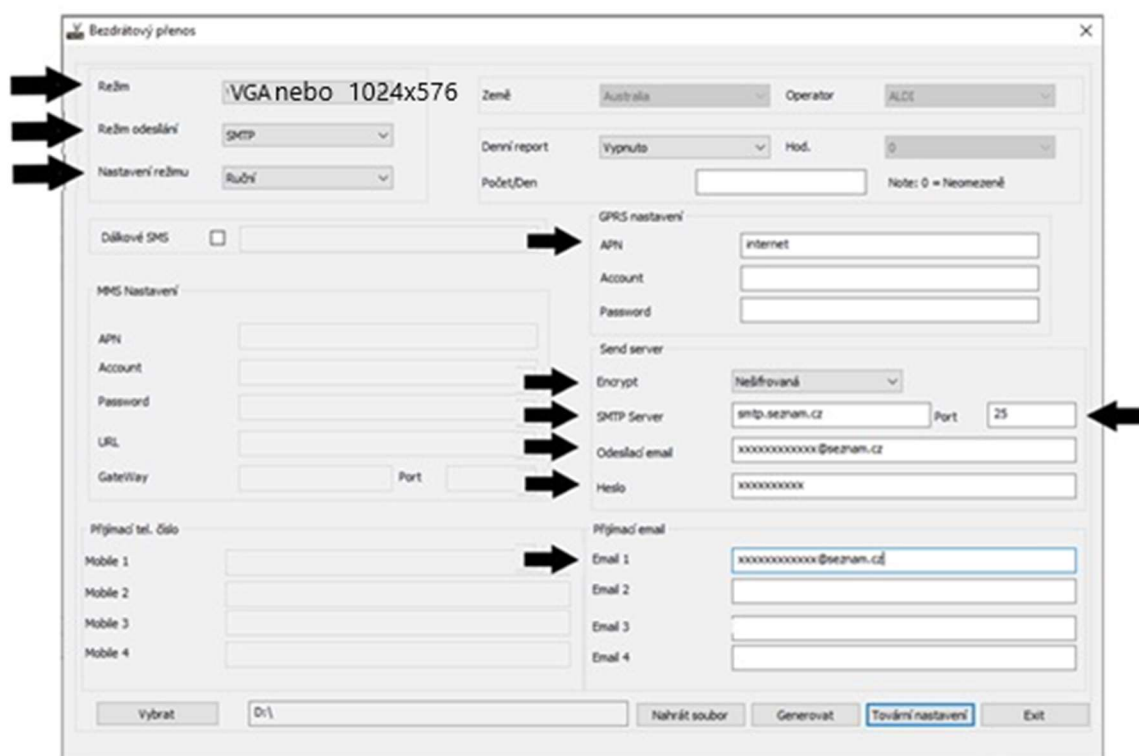 Bezdrátový přenos
Režim VGA nebo 1024x576 Země Australia Operator ALDI
Režim odesílání SMTP
Denní report Vypnuto Hod. 0
Nastavení režimu Ruční
Počet/Den Note: 0 = Neomezeně
GPRS nastavení
Dálkové SMS APN internet
Account
MMS Nastavení
Password
APN
Send server
Account Encrypt Nešifrovaná
Password SMTP Server smtp.seznam.cz Port 25
URL Odesílací email xxxxxxxxxxxx@seznam.cz
GateWay Port Heslo xxxxxxxxxx
Přijímací tel. číslo Přijímací email
Mobile 1 Email 1 xxxxxxxxxxxx@seznam.cz
Mobile 2 Email 2
Mobile 3 Email 3
Mobile 4 Email 4
Vybrat D:\ Nahrát soubor Generovat Tovární nastavení Exit